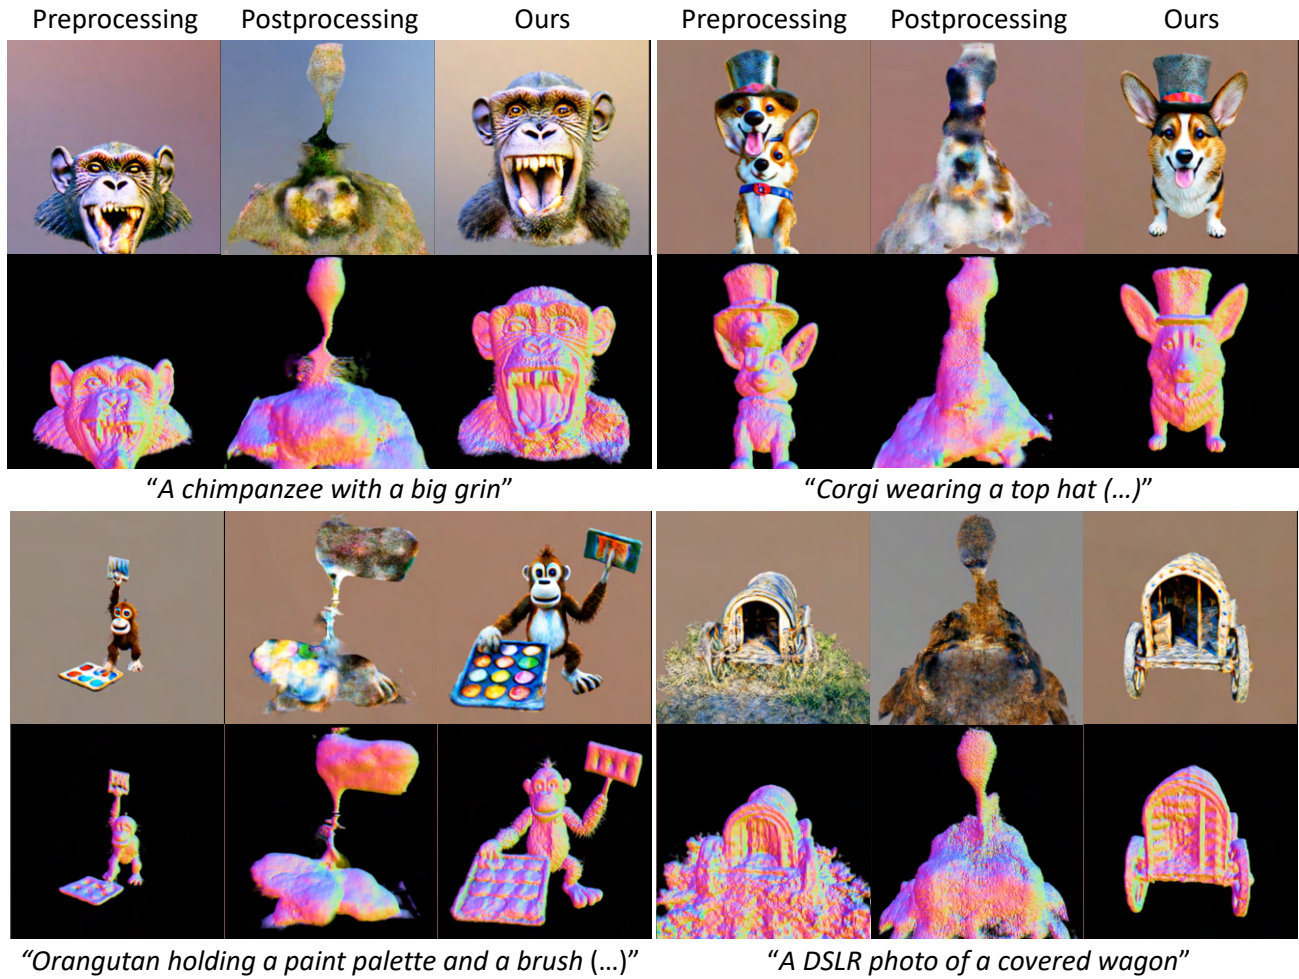 Preprocessing Postprocessing Ours Preprocessing Postprocessing Ours
“A chimpanzee with a big grin” “Corgi wearing a top hat (...)”
“Orangutan holding a paint palette and a brush (...)” “A DSLR photo of a covered wagon”